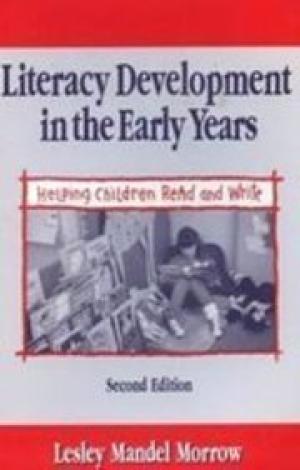 Literacy Development
in the Early Years
Helping Children Read and Write
Second Edition
Lesley Mandel Morrow